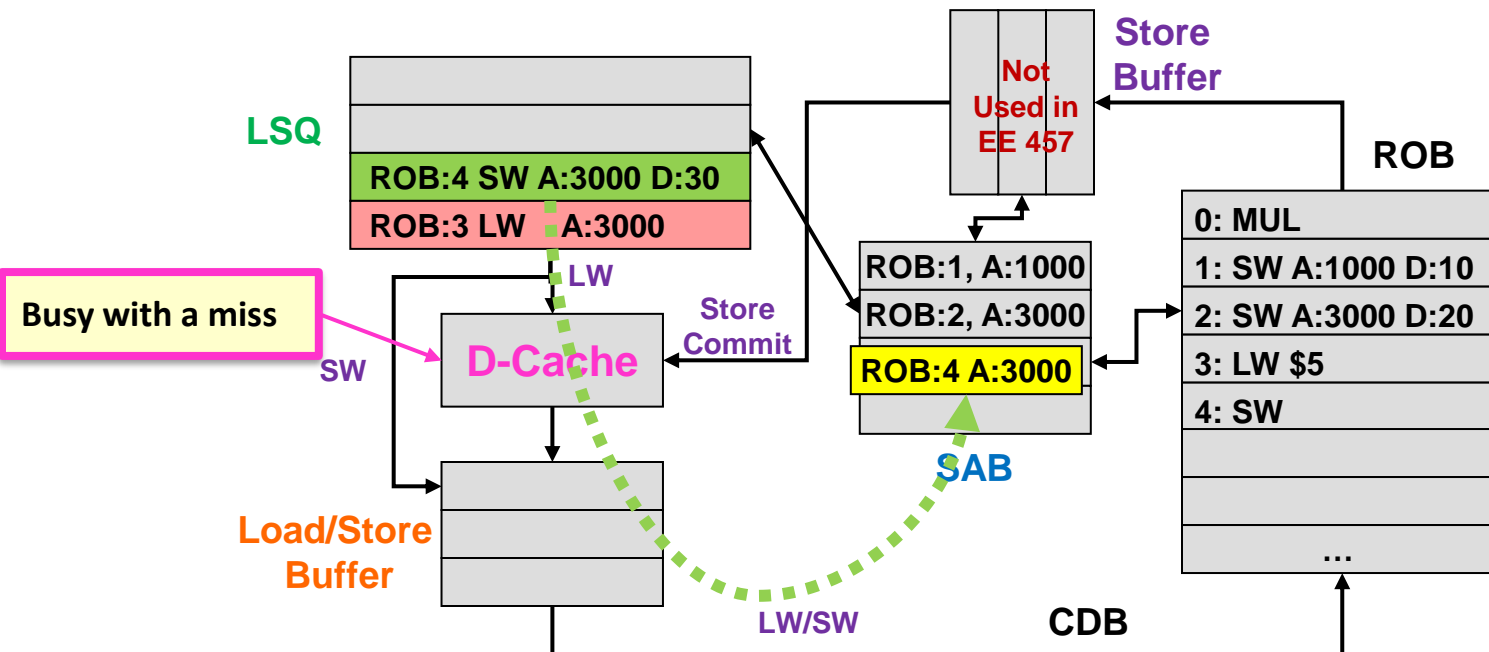 Store
Buffer
Not
Used in
EE 457
LSQ
ROB:4 SW A:3000 D:30
ROB:3 LW A:3000
ROB
0: MUL
1: SW A:1000 D:10
2: SW A:3000 D:20
3: LW $5
4: SW
...
ROB:1, A:1000
ROB:2, A:3000
ROB:4 A:3000
SAB
LW
Busy with a miss
Store
Commit
SW
D-Cache
Load/Store
Buffer
LW/SW
CDB